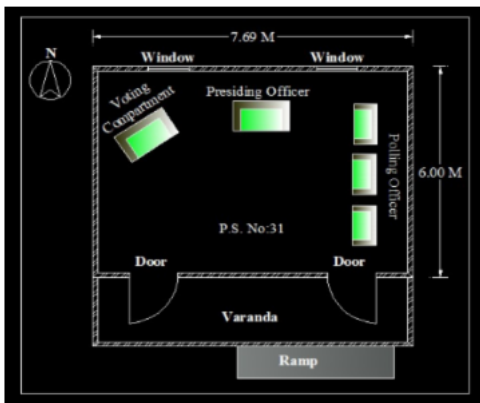 7.69 M
N
Window
Window
Voting
Compartment
Presiding Officer
Polling Officer
6.00 M
P.S. No:31
Door
Door
Varanda
Ramp